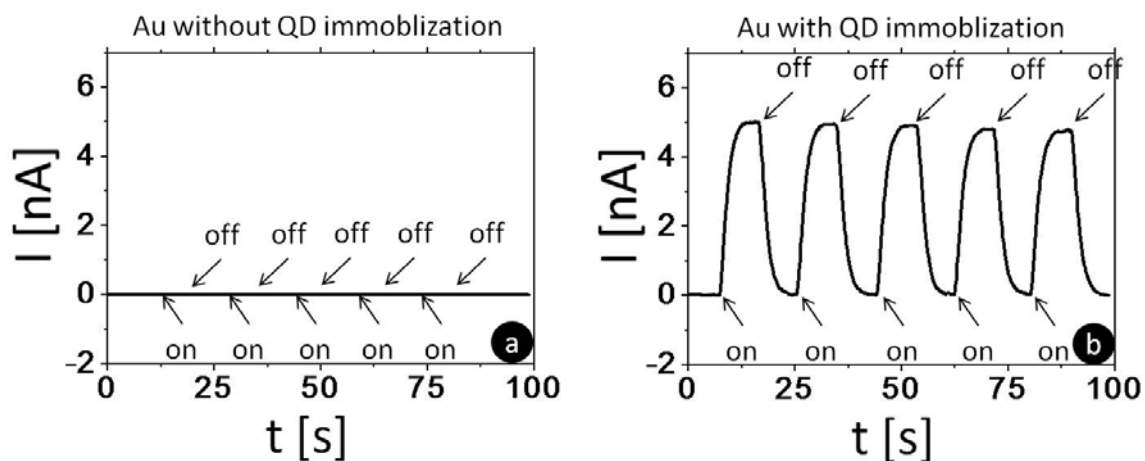 Au without QD immoblization
I [nA]
6
4
2
0
−2
off off off off off
on on on on on
a
0 25 50 75 100
t [s]
Au with QD immoblization
I [nA]
6
4
2
0
−2
off off off off off
on on on on on
b
0 25 50 75 100
t [s]